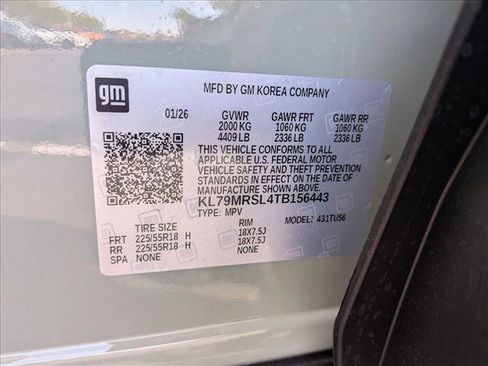 gm
MFD BY GM KOREA COMPANY
01/26 GVWR GAWR FRT GAWR RR
2000 KG 1060 KG 1060 KG
4409 LB 2336 LB 2336 LB
THIS VEHICLE CONFORMS TO ALL
APPLICABLE U.S. FEDERAL MOTOR
VEHICLE SAFETY AND THEFT
PREVENTION STANDARDS IN
EFFECT ON THE DATE OF
MANUFACTURE SHOWN ABOVE.
KL79MRSL4TB156443
TYPE: MPV MODEL: 431TU56
TIRE SIZE RIM
FRT 225/55R18 H 18X7.5J
RR 225/55R18 H 18X7.5J
SPA NONE NONE